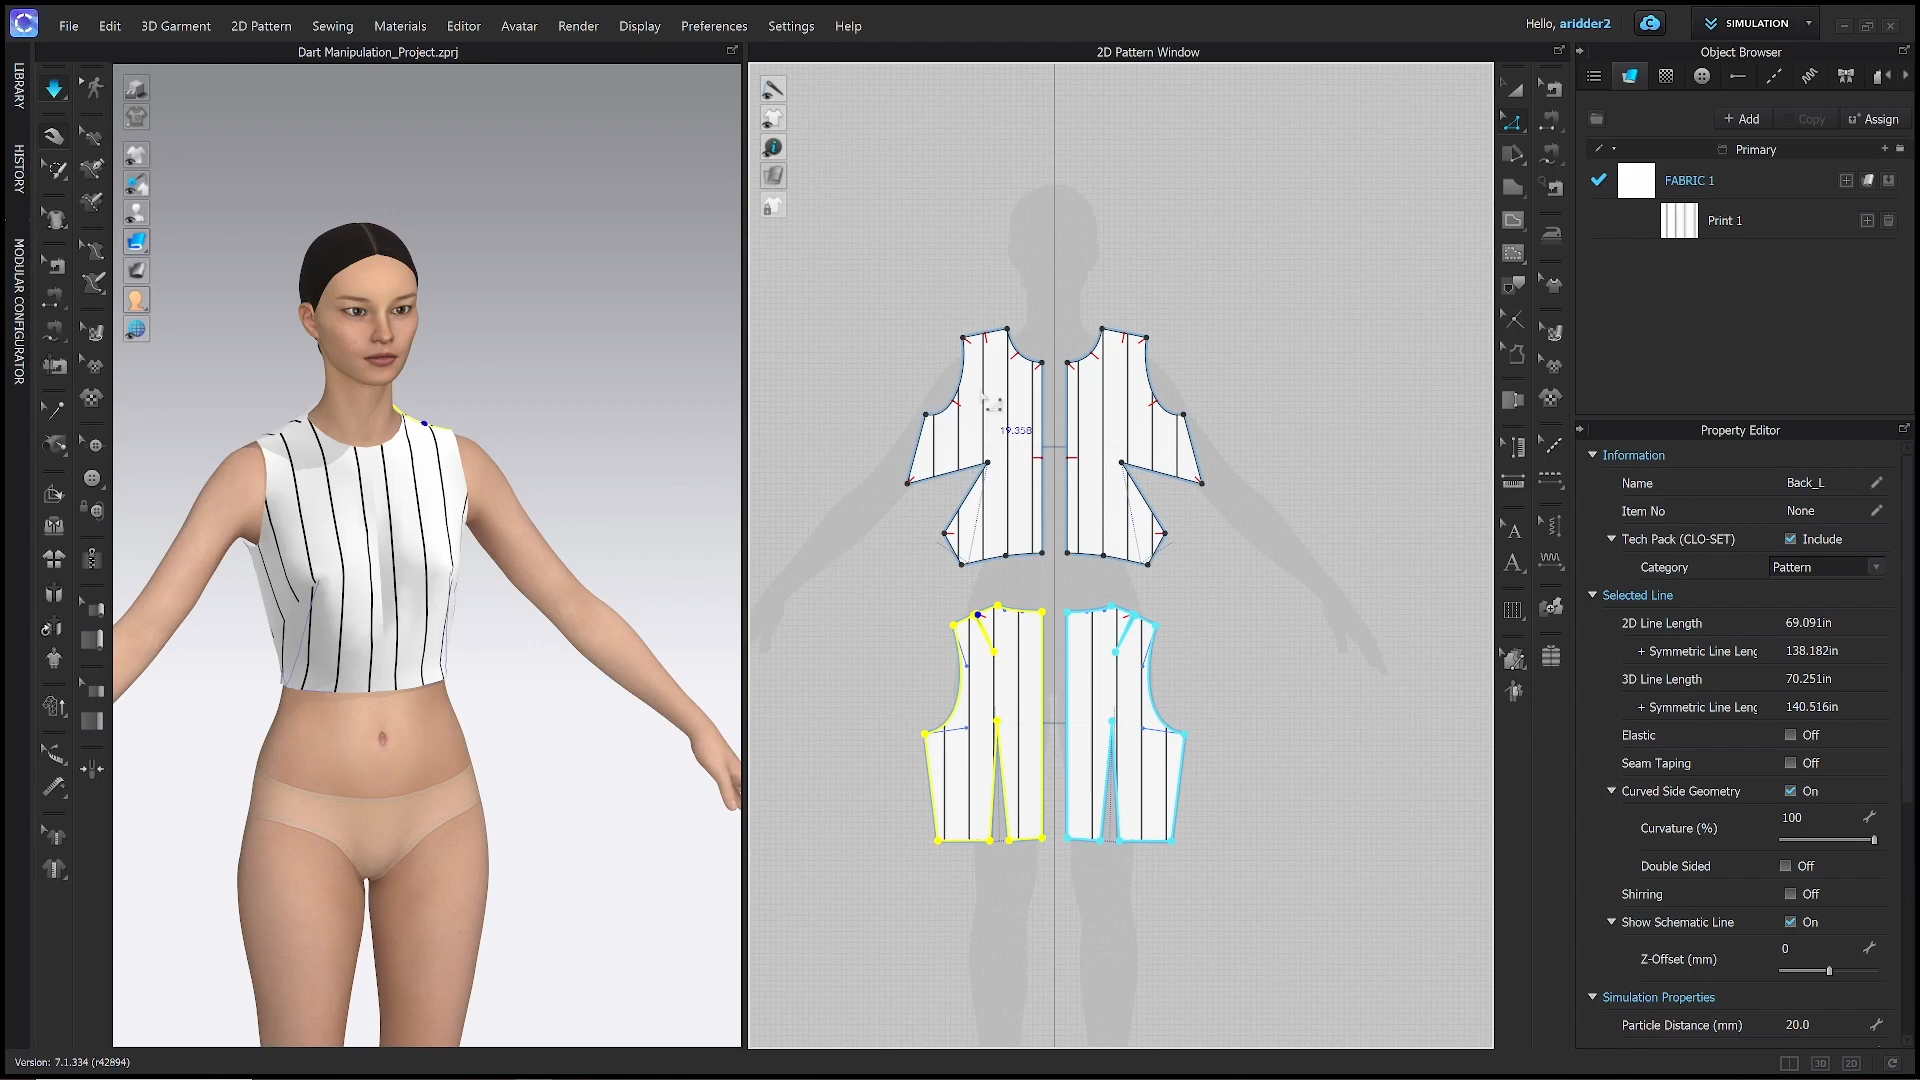 File Edit 3D Garment 2D Pattern Sewing Materials Editor Avatar Render Display Preferences Settings Help
Hello, aridder2
SIMULATION
Dart Manipulation_Project.zprj
2D Pattern Window
Object Browser
LIBRARY
HISTORY
MODULAR CONFIGURATOR
+ Add
Copy
Assign
Primary
FABRIC 1
Print 1
19.358
A
A
Property Editor
Information
Name Back_L
Item No None
Tech Pack (CLO-SET) Include
Category Pattern
Selected Line
2D Line Length 69.091in
+ Symmetric Line Leng 138.182in
3D Line Length 70.251in
+ Symmetric Line Leng 140.516in
Elastic Off
Seam Taping Off
Curved Side Geometry On
Curvature (%) 100
Double Sided Off
Shirring Off
Show Schematic Line On
Z-Offset (mm) 0
Simulation Properties
Particle Distance (mm) 20.0
Version: 7.1.334 (r42894)
3D 2D